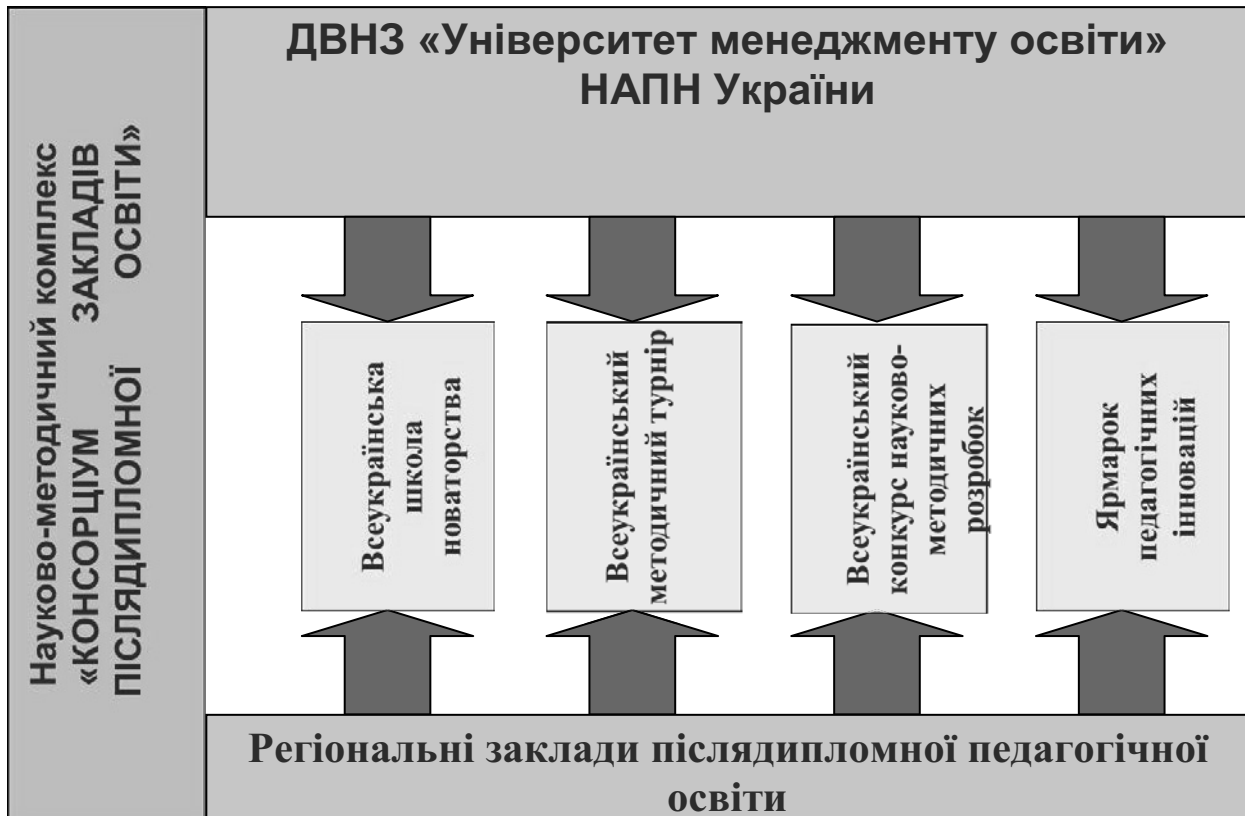 Науково-методичний комплекс
«КОНСОРЦІУМ ЗАКЛАДІВ
ПІСЛЯДИПЛОМНОЇ ОСВІТИ»
ДВНЗ «Університет менеджменту освіти»
НАПН України
Всеукраїнська
школа
новаторства
Всеукраїнський
методичний турнір
Всеукраїнський
конкурс науково-
методичних
розробок
Ярмарок
педагогічних
інновацій
Регіональні заклади післядипломної педагогічної
освіти